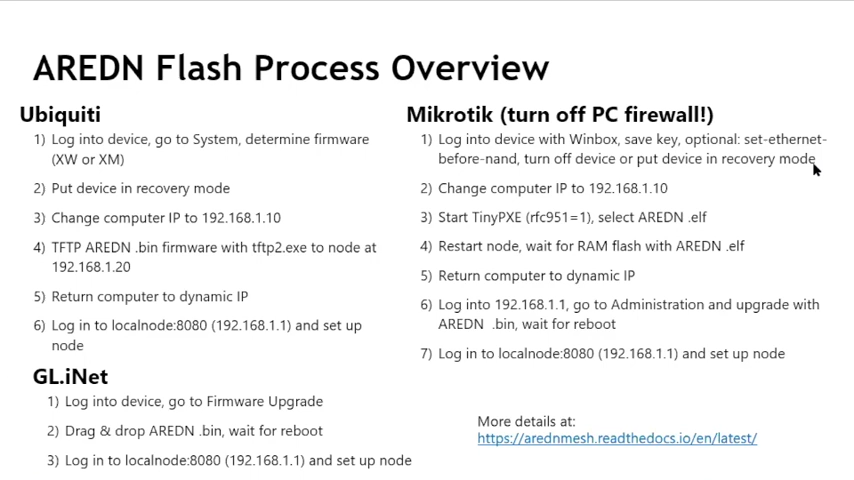 AREDN Flash Process Overview
Ubiquiti
1) Log into device, go to System, determine firmware
(XW or XM)
2) Put device in recovery mode
3) Change computer IP to 192.168.1.10
4) TFTP AREDN .bin firmware with tftp2.exe to node at
192.168.1.20
5) Return computer to dynamic IP
6) Log in to localnode:8080 (192.168.1.1) and set up
node
GL.iNet
1) Log into device, go to Firmware Upgrade
2) Drag & drop AREDN .bin, wait for reboot
3) Log in to localnode:8080 (192.168.1.1) and set up node
Mikrotik (turn off PC firewall!)
1) Log into device with Winbox, save key, optional: set-ethernet-
before-nand, turn off device or put device in recovery mode
2) Change computer IP to 192.168.1.10
3) Start TinyPXE (rfc951=1), select AREDN .elf
4) Restart node, wait for RAM flash with AREDN .elf
5) Return computer to dynamic IP
6) Log into 192.168.1.1, go to Administration and upgrade with
AREDN .bin, wait for reboot
7) Log in to localnode:8080 (192.168.1.1) and set up node
More details at:
https://arednmesh.readthedocs.io/en/latest/